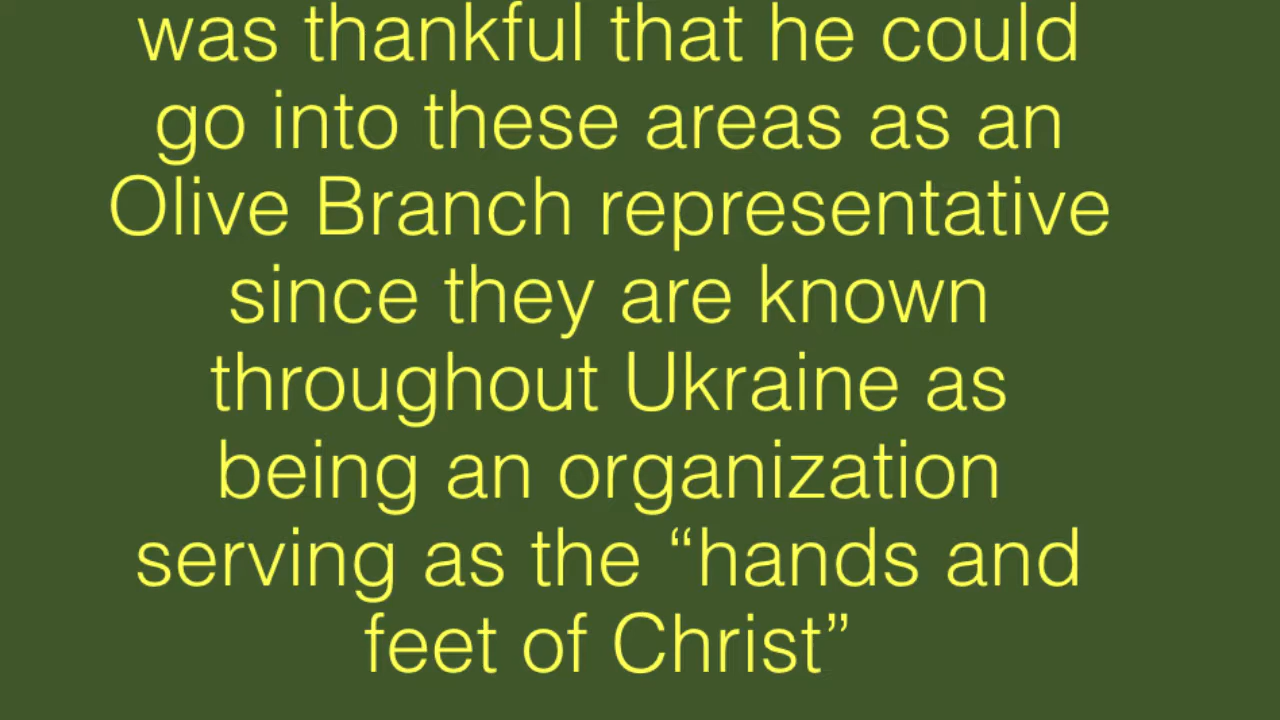 was thankful that he could
go into these areas as an
Olive Branch representative
since they are known
throughout Ukraine as
being an organization
serving as the “hands and
feet of Christ”